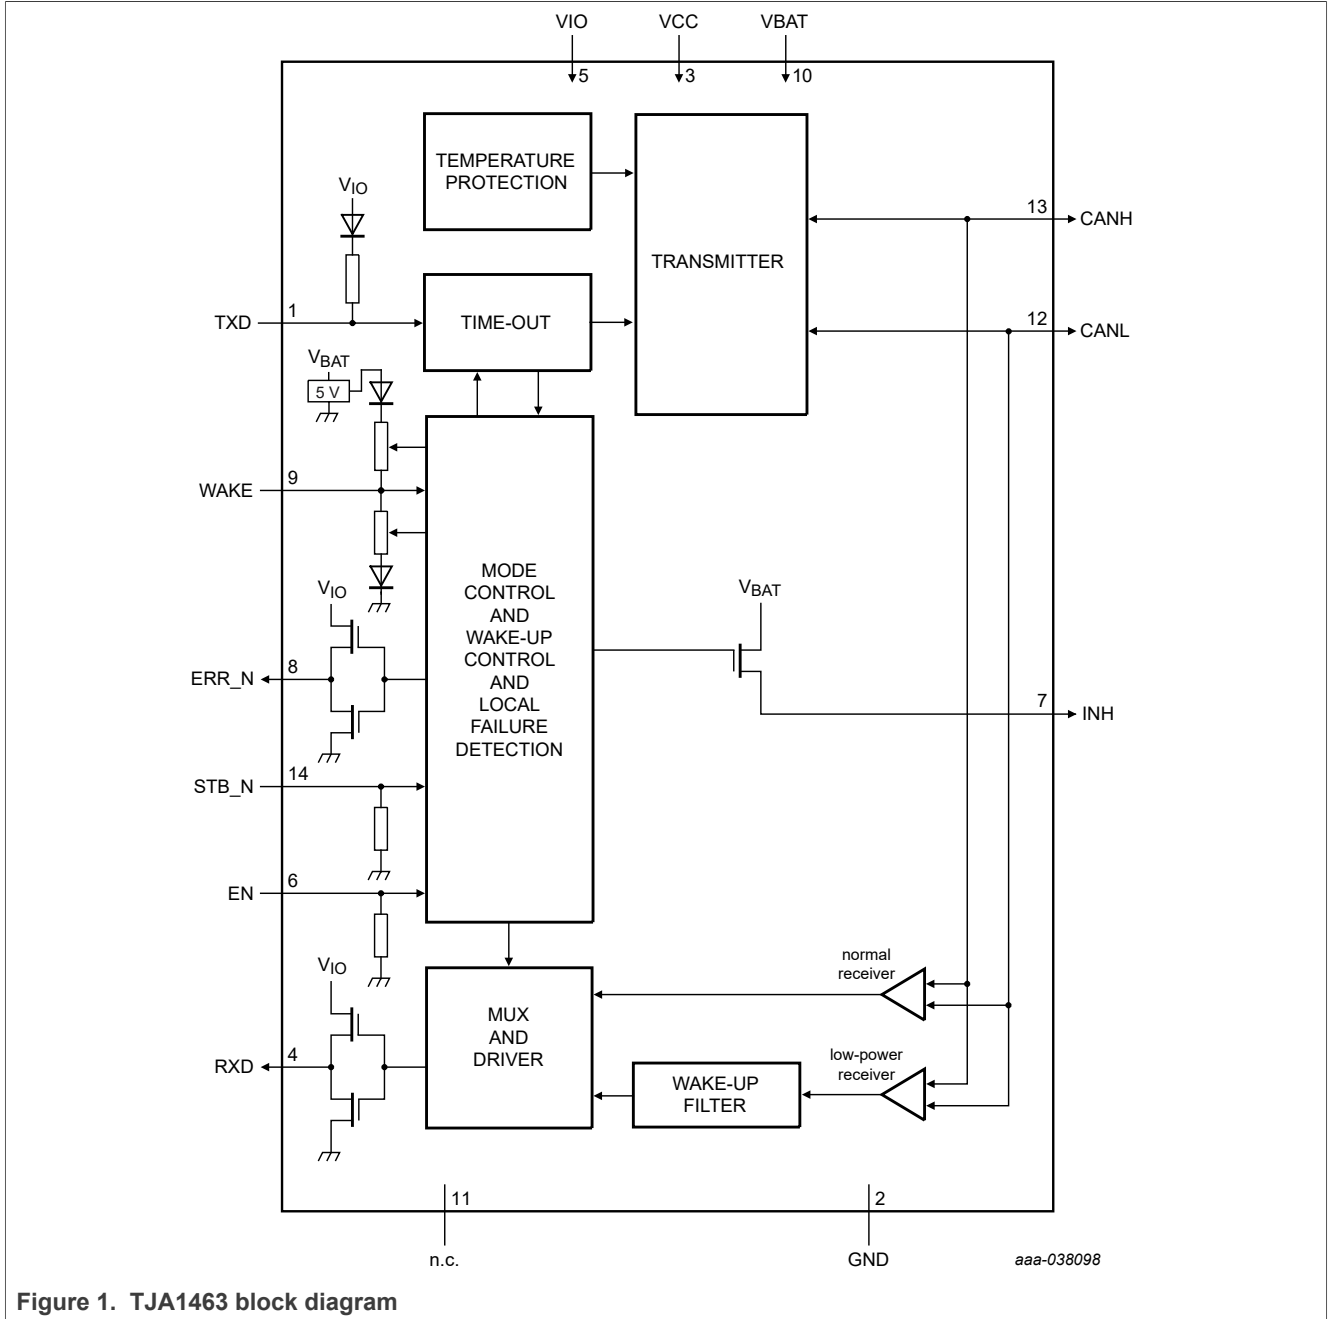 VIO
VCC
VBAT
5
3
10
TEMPERATURE
PROTECTION
TRANSMITTER
VIO
13
CANH
TXD
1
TIME-OUT
12
CANL
VBAT
5 V
WAKE
9
MODE
CONTROL
AND
WAKE-UP
CONTROL
AND
LOCAL
FAILURE
DETECTION
VIO
VBAT
ERR_N
8
7
INH
STB_N
14
EN
6
VIO
normal
receiver
MUX
AND
DRIVER
RXD
4
low-power
receiver
WAKE-UP
FILTER
11
2
n.c.
GND
aaa-038098
Figure 1. TJA1463 block diagram